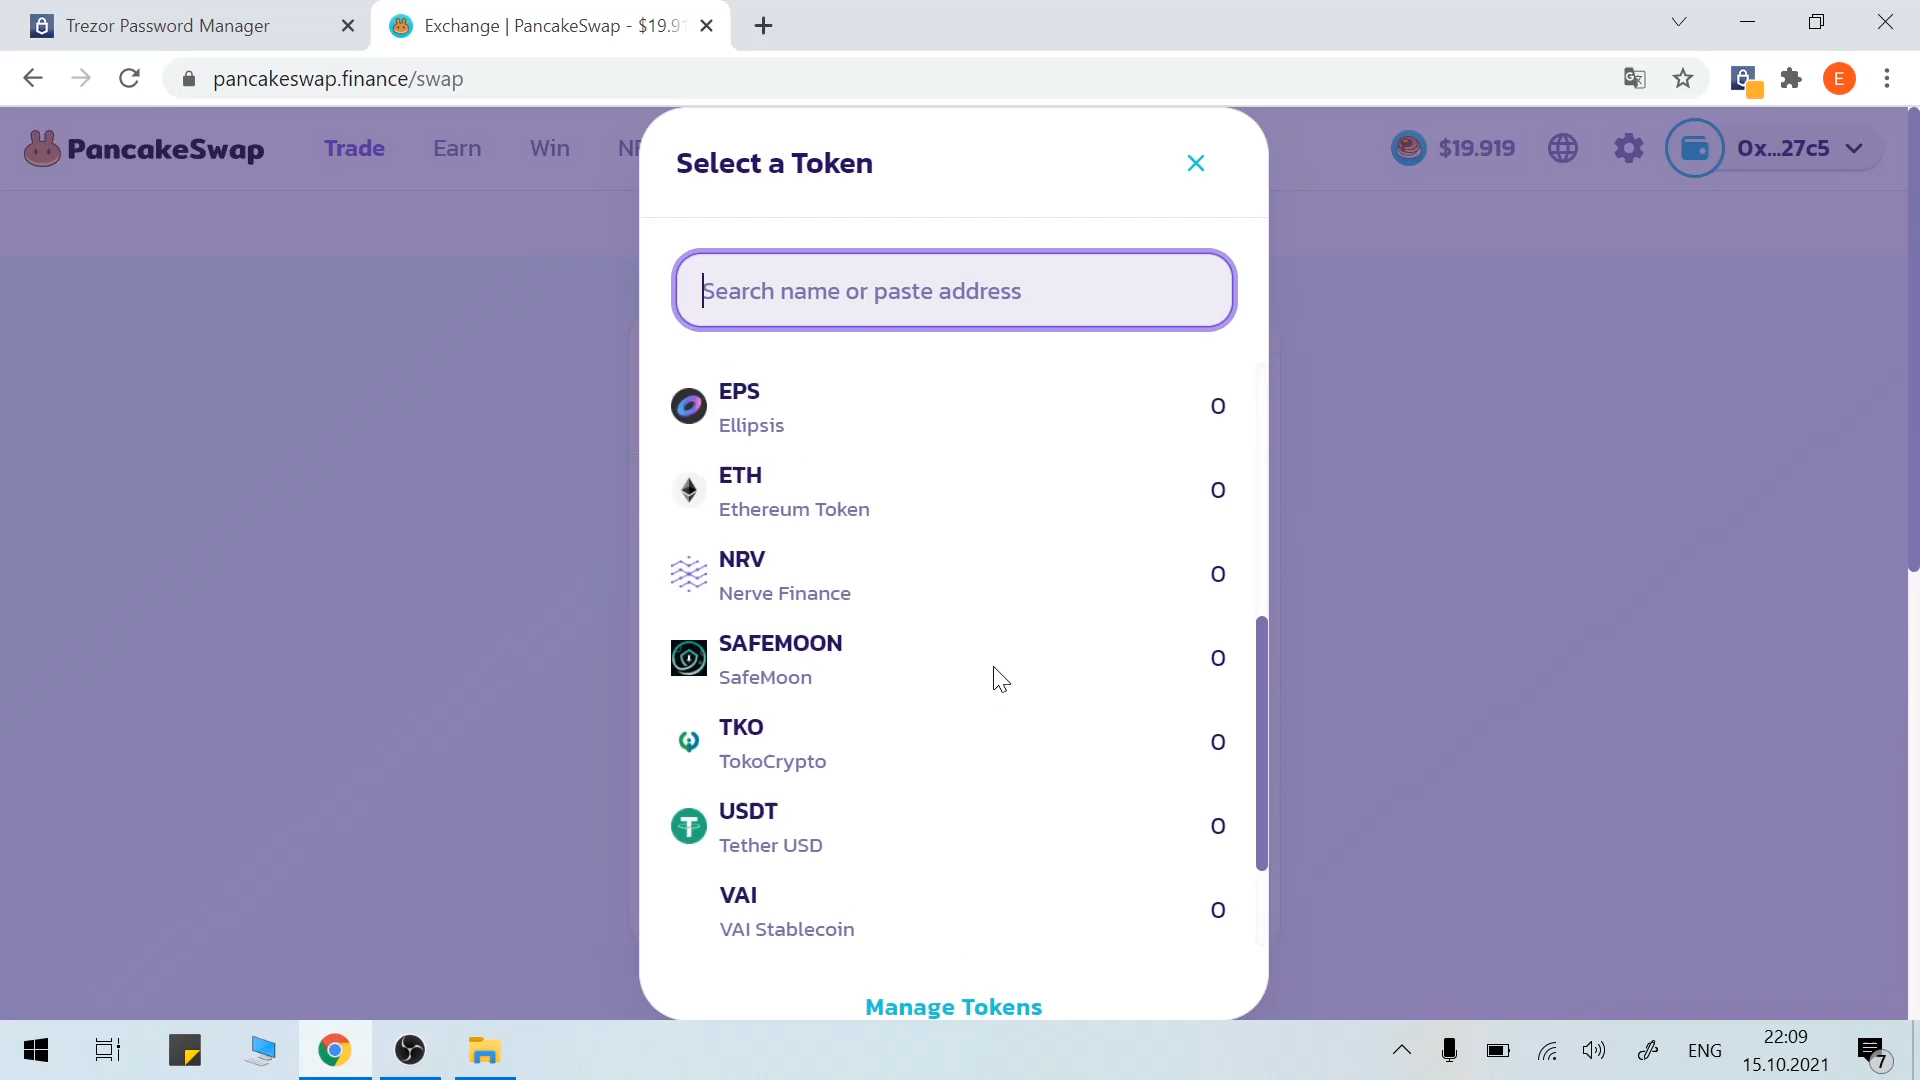 Trezor Password Manager
Exchange | PancakeSwap - $19.91
pancakeswap.finance/swap
E
PancakeSwap
Trade
Earn
Win
$19.919
0x...27c5
Select a Token
Search name or paste address
EPS
Ellipsis
0
ETH
Ethereum Token
0
NRV
Nerve Finance
0
SAFEMOON
SafeMoon
0
TKO
TokoCrypto
0
USDT
Tether USD
0
VAI
VAI Stablecoin
0
Manage Tokens
ENG
22:09
15.10.2021
7